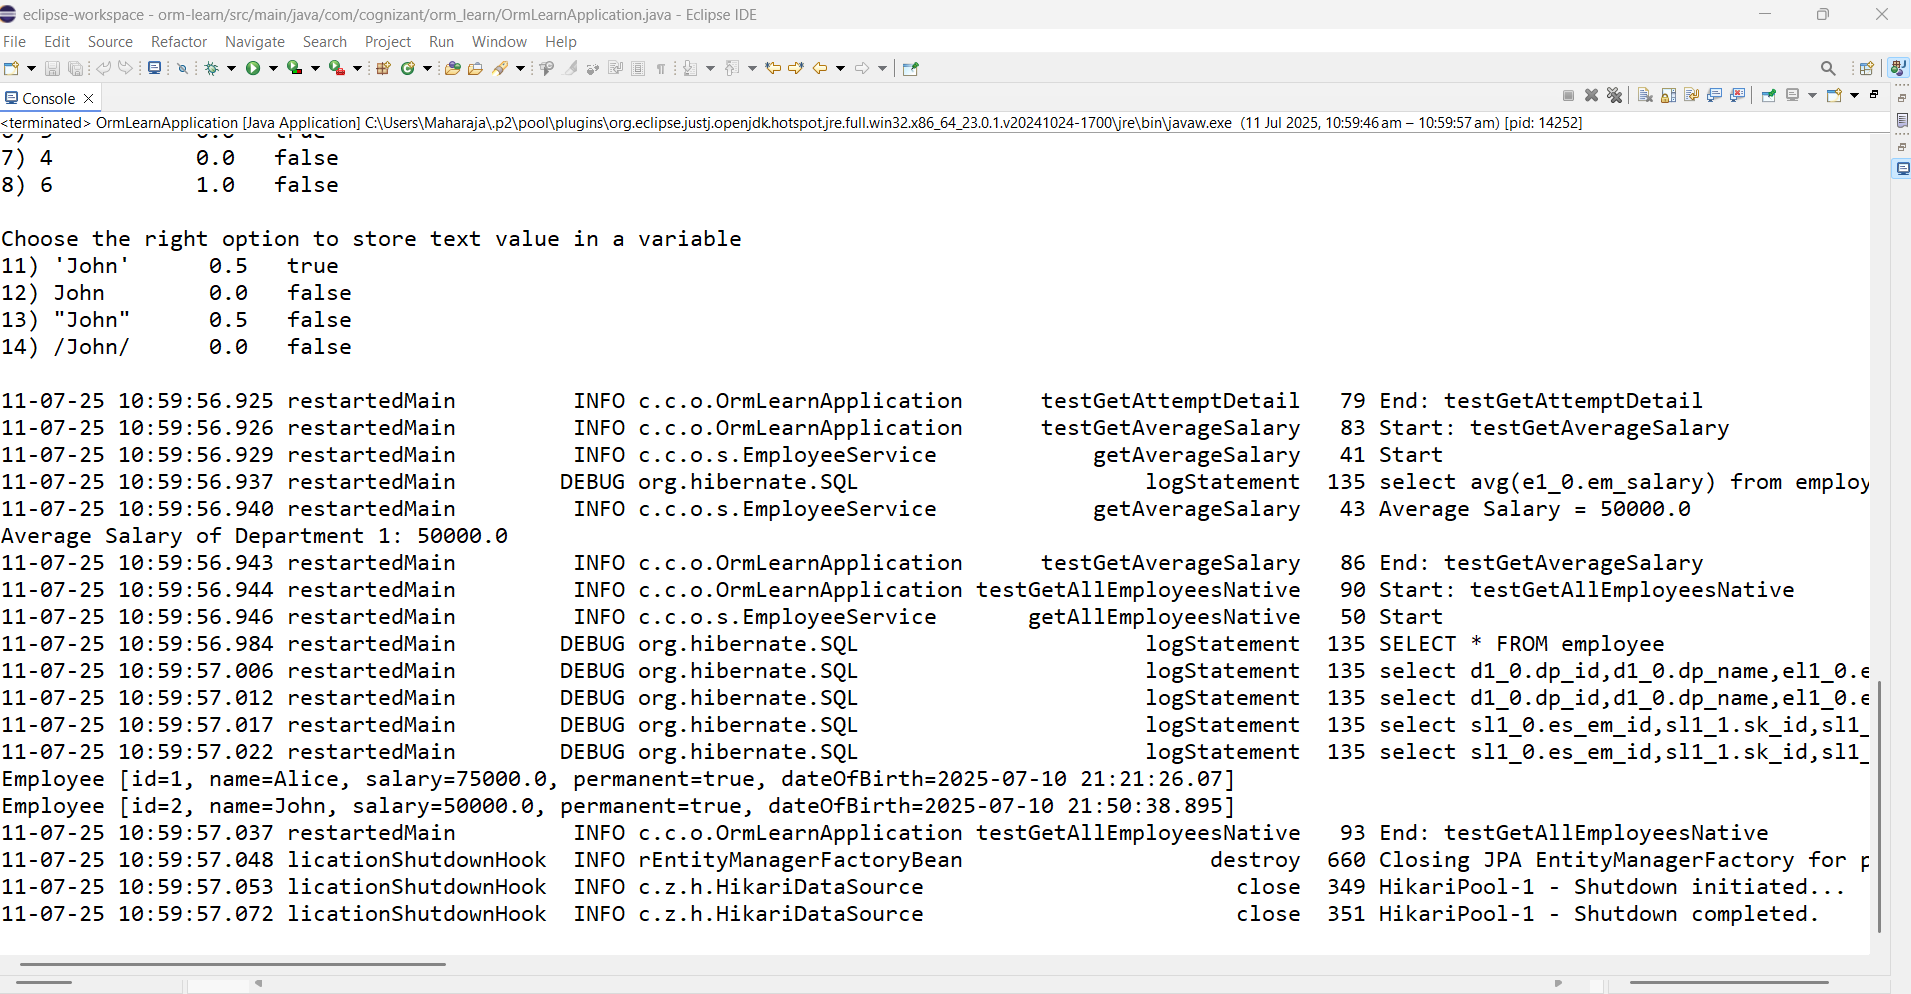 eclipse-workspace - orm-learn/src/main/java/com/cognizant/orm_learn/OrmLearnApplication.java - Eclipse IDE
File Edit Source Refactor Navigate Search Project Run Window Help
Console
<terminated> OrmLearnApplication [Java Application] C:\Users\Maharaja\.p2\pool\plugins\org.eclipse.justj.openjdk.hotspot.jre.full.win32.x86_64_23.0.1.v20241024-1700\jre\bin\javaw.exe (11 Jul 2025, 10:59:46 am – 10:59:57 am) [pid: 14252]
7) 4 0.0 false
8) 6 1.0 false
Choose the right option to store text value in a variable
11) 'John' 0.5 true
12) John 0.0 false
13) "John" 0.5 false
14) /John/ 0.0 false
11-07-25 10:59:56.925 restartedMain INFO c.c.o.OrmLearnApplication testGetAttemptDetail 79 End: testGetAttemptDetail
11-07-25 10:59:56.926 restartedMain INFO c.c.o.OrmLearnApplication testGetAverageSalary 83 Start: testGetAverageSalary
11-07-25 10:59:56.929 restartedMain INFO c.c.o.s.EmployeeService getAverageSalary 41 Start
11-07-25 10:59:56.937 restartedMain DEBUG org.hibernate.SQL logStatement 135 select avg(e1_0.em_salary) from employ
11-07-25 10:59:56.940 restartedMain INFO c.c.o.s.EmployeeService getAverageSalary 43 Average Salary = 50000.0
Average Salary of Department 1: 50000.0
11-07-25 10:59:56.943 restartedMain INFO c.c.o.OrmLearnApplication testGetAverageSalary 86 End: testGetAverageSalary
11-07-25 10:59:56.944 restartedMain INFO c.c.o.OrmLearnApplication testGetAllEmployeesNative 90 Start: testGetAllEmployeesNative
11-07-25 10:59:56.946 restartedMain INFO c.c.o.s.EmployeeService getAllEmployeesNative 50 Start
11-07-25 10:59:56.984 restartedMain DEBUG org.hibernate.SQL logStatement 135 SELECT * FROM employee
11-07-25 10:59:57.006 restartedMain DEBUG org.hibernate.SQL logStatement 135 select d1_0.dp_id,d1_0.dp_name,el1_0.e
11-07-25 10:59:57.012 restartedMain DEBUG org.hibernate.SQL logStatement 135 select d1_0.dp_id,d1_0.dp_name,el1_0.e
11-07-25 10:59:57.017 restartedMain DEBUG org.hibernate.SQL logStatement 135 select sl1_0.es_em_id,sl1_1.sk_id,sl1_
11-07-25 10:59:57.022 restartedMain DEBUG org.hibernate.SQL logStatement 135 select sl1_0.es_em_id,sl1_1.sk_id,sl1_
Employee [id=1, name=Alice, salary=75000.0, permanent=true, dateOfBirth=2025-07-10 21:21:26.07]
Employee [id=2, name=John, salary=50000.0, permanent=true, dateOfBirth=2025-07-10 21:50:38.895]
11-07-25 10:59:57.037 restartedMain INFO c.c.o.OrmLearnApplication testGetAllEmployeesNative 93 End: testGetAllEmployeesNative
11-07-25 10:59:57.048 licationShutdownHook INFO rEntityManagerFactoryBean destroy 660 Closing JPA EntityManagerFactory for p
11-07-25 10:59:57.053 licationShutdownHook INFO c.z.h.HikariDataSource close 349 HikariPool-1 - Shutdown initiated...
11-07-25 10:59:57.072 licationShutdownHook INFO c.z.h.HikariDataSource close 351 HikariPool-1 - Shutdown completed.